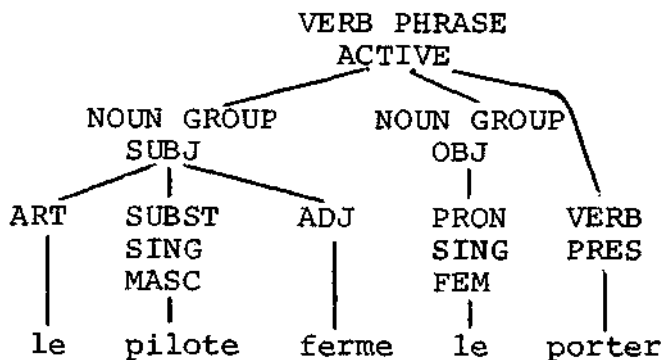 VERB PHRASE
ACTIVE
NOUN GROUP NOUN GROUP
SUBJ OBJ
ART SUBST ADJ PRON VERB
SING SING PRES
MASC FEM
le pilote ferme le porter